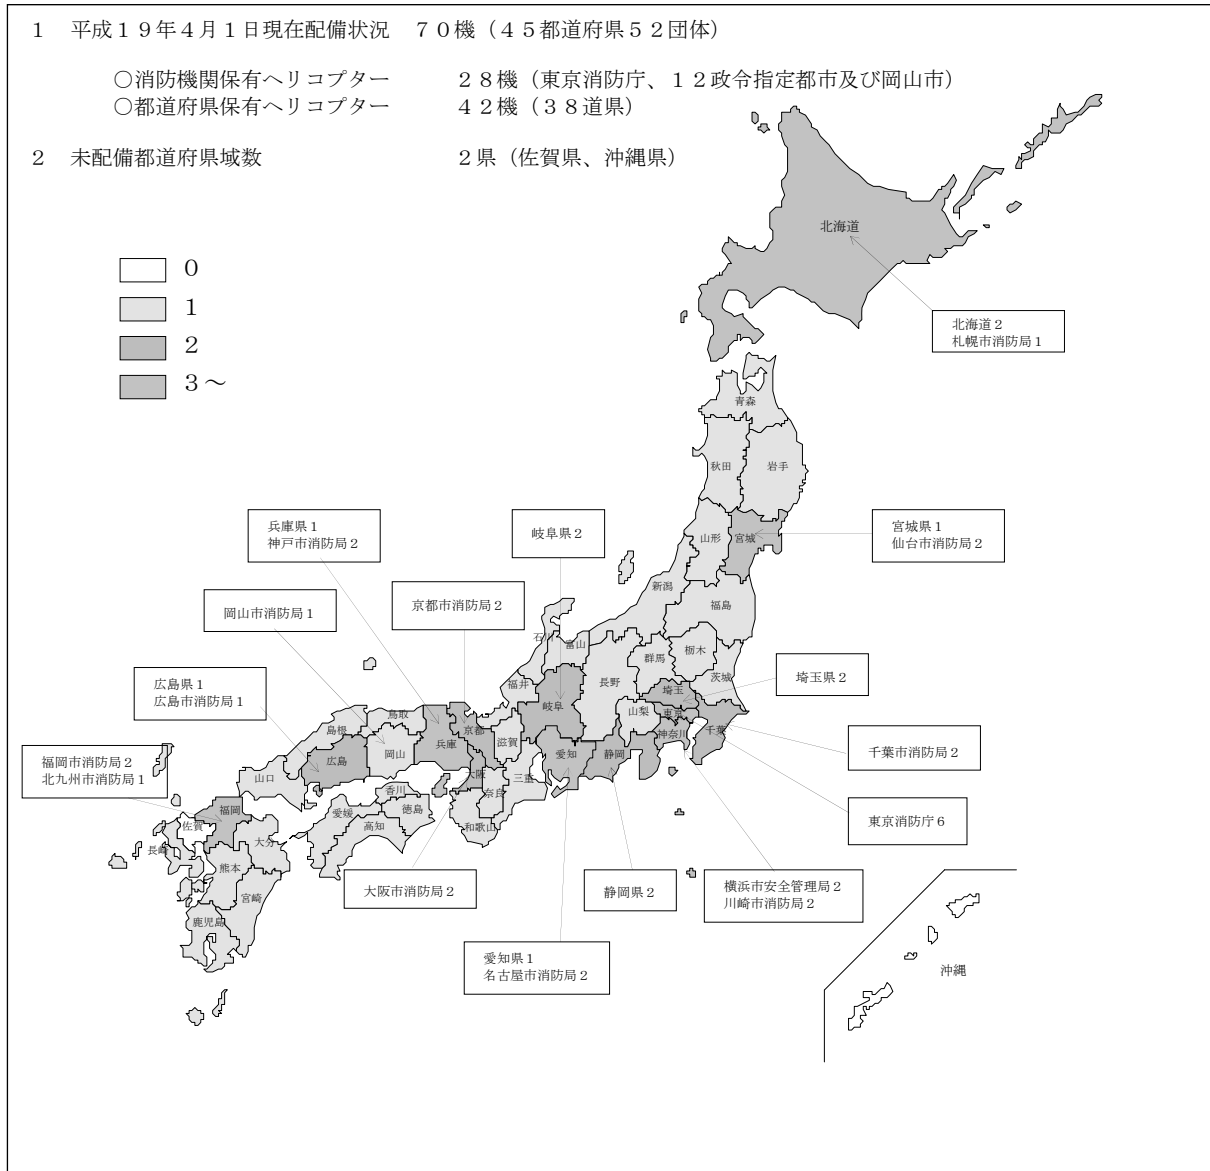 １　平成１９年４月１日現在配備状況　７０機（４５都道府県５２団体）
○消防機関保有ヘリコプター　２８機（東京消防庁、１２政令指定都市及び岡山市）
○都道府県保有ヘリコプター　４２機（３８道県）
２　未配備都道府県域数　２県（佐賀県、沖縄県）
０
１
２
３～
北海道
北海道２
札幌市消防局１
青森
秋田
岩手
山形
宮城
宮城県１
仙台市消防局２
兵庫県１
神戸市消防局２
岐阜県２
新潟
福島
岡山市消防局１
京都市消防局２
石川
富山
群馬
栃木
茨城
広島県１
広島市消防局１
福井
長野
埼玉
埼玉県２
岐阜
山梨
東京
鳥取
島根
京都
滋賀
神奈川
千葉
千葉市消防局２
兵庫
岡山
広島
愛知
静岡
福岡市消防局２
北九州市消防局１
山口
大阪
三重
奈良
香川
徳島
愛媛
高知
和歌山
福岡
佐賀
大分
長崎
熊本
宮崎
鹿児島
東京消防庁６
大阪市消防局２
静岡県２
横浜市安全管理局２
川崎市消防局２
愛知県１
名古屋市消防局２
沖縄